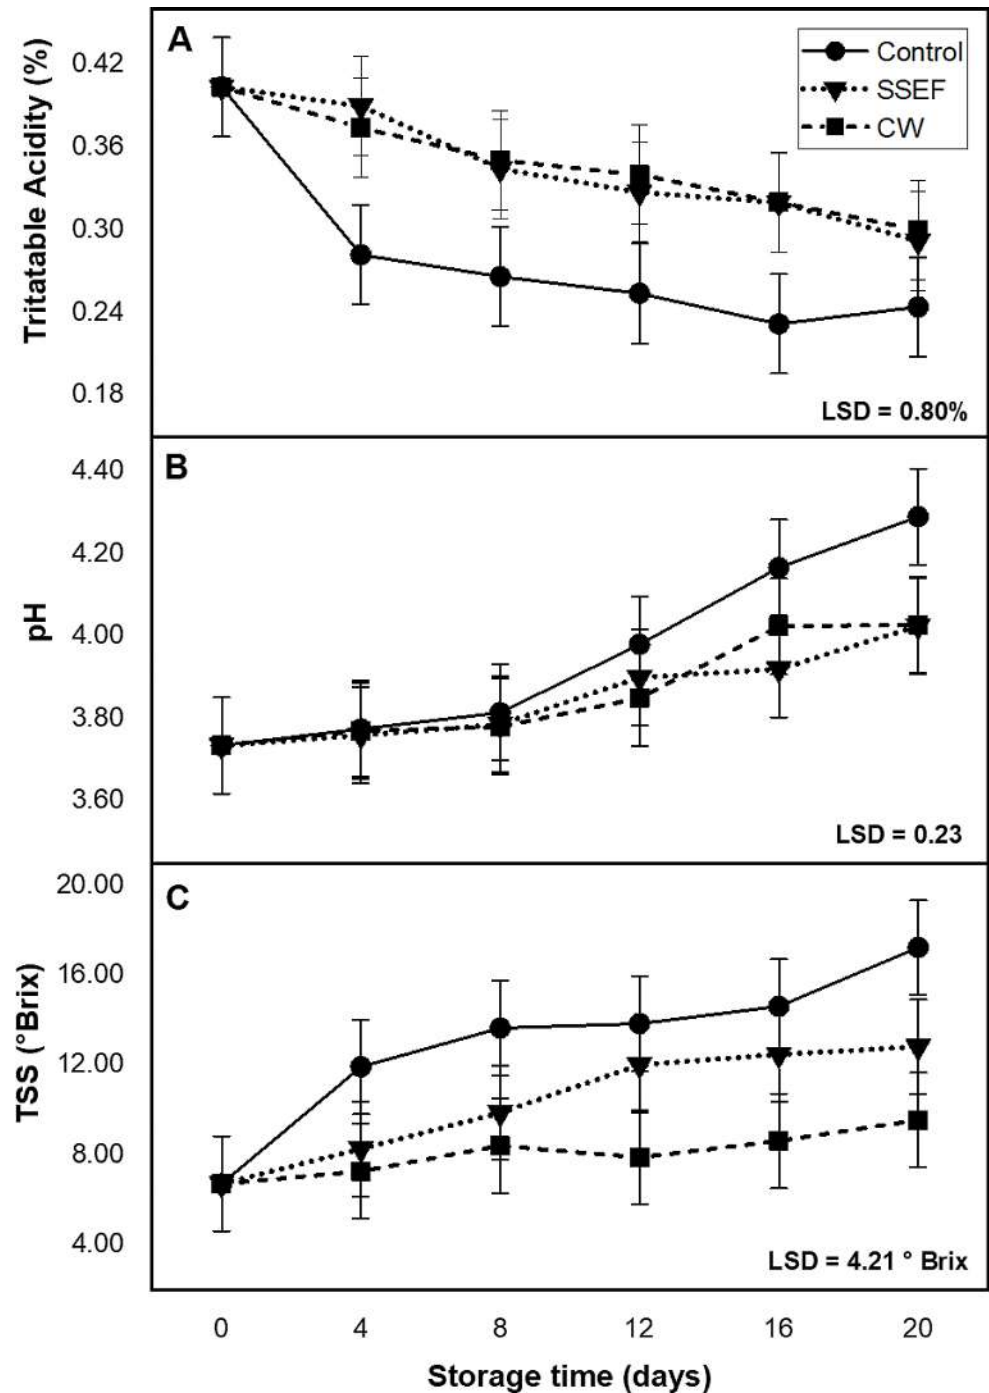 A
Control
SSEF
CW
Tritatable Acidity (%)
0.42
0.36
0.30
0.24
0.18
LSD = 0.80%
B
pH
4.40
4.20
4.00
3.80
3.60
LSD = 0.23
C
TSS (°Brix)
20.00
16.00
12.00
8.00
4.00
LSD = 4.21 ° Brix
0 4 8 12 16 20
Storage time (days)